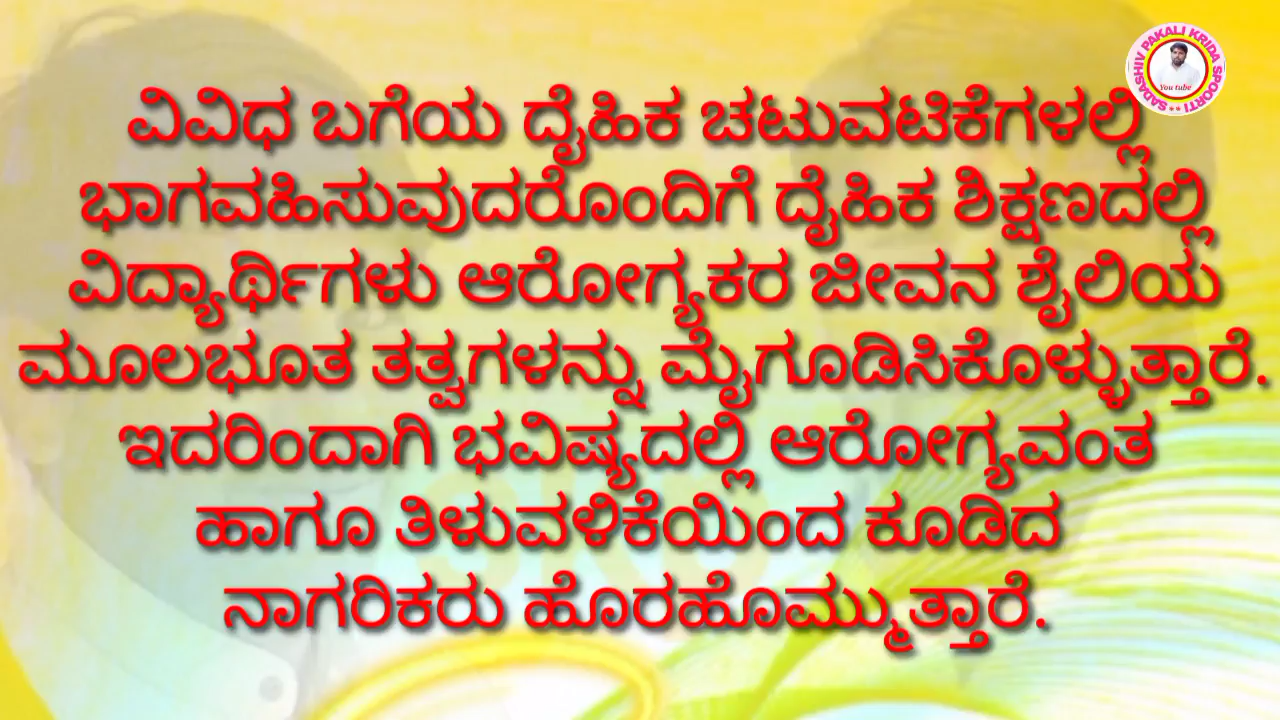 SADASHIV PAKALI KRIDA SPOORTI
You tube
ವಿವಿಧ ಬಗೆಯ ದೈಹಿಕ ಚಟುವಟಿಕೆಗಳಲ್ಲಿ
ಭಾಗವಹಿಸುವುದರೊಂದಿಗೆ ದೈಹಿಕ ಶಿಕ್ಷಣದಲ್ಲಿ
ವಿದ್ಯಾರ್ಥಿಗಳು ಆರೋಗ್ಯಕರ ಜೀವನ ಶೈಲಿಯ
ಮೂಲಭೂತ ತತ್ವಗಳನ್ನು ಮೈಗೂಡಿಸಿಕೊಳ್ಳುತ್ತಾರೆ.
ಇದರಿಂದಾಗಿ ಭವಿಷ್ಯದಲ್ಲಿ ಆರೋಗ್ಯವಂತ
ಹಾಗೂ ತಿಳುವಳಿಕೆಯಿಂದ ಕೂಡಿದ
ನಾಗರಿಕರು ಹೊರಹೊಮ್ಮುತ್ತಾರೆ.